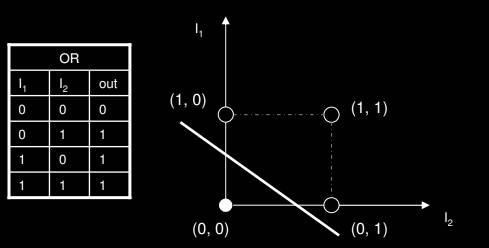 OR
I1 I2 out
0 0 0
0 1 1
1 0 1
1 1 1
I1
(1, 0) (1, 1)
(0, 0) (0, 1)
I2